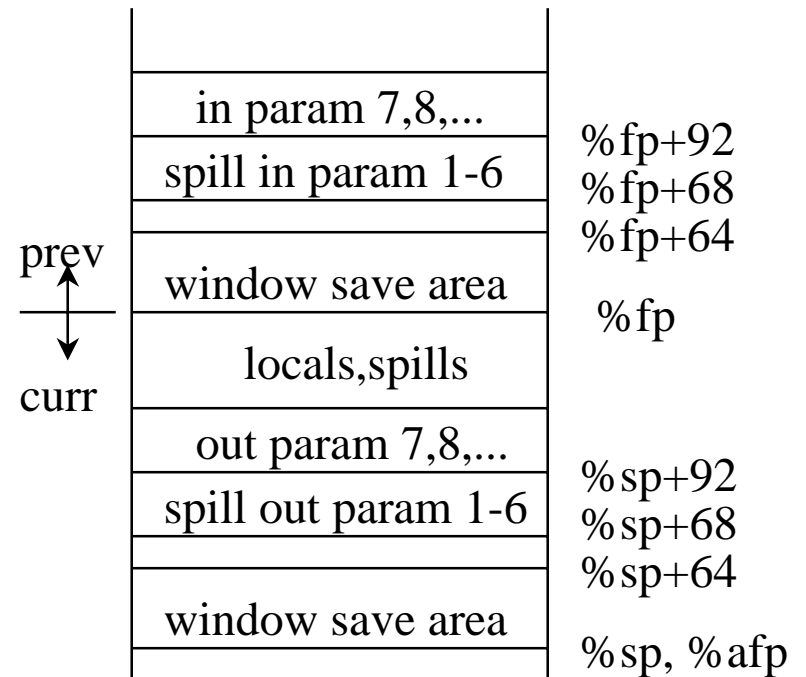 in param 7,8,...
%fp+92
spill in param 1-6
%fp+68
%fp+64
prev
window save area
%fp
locals,spills
curr
out param 7,8,...
%sp+92
spill out param 1-6
%sp+68
%sp+64
window save area
%sp, %afp